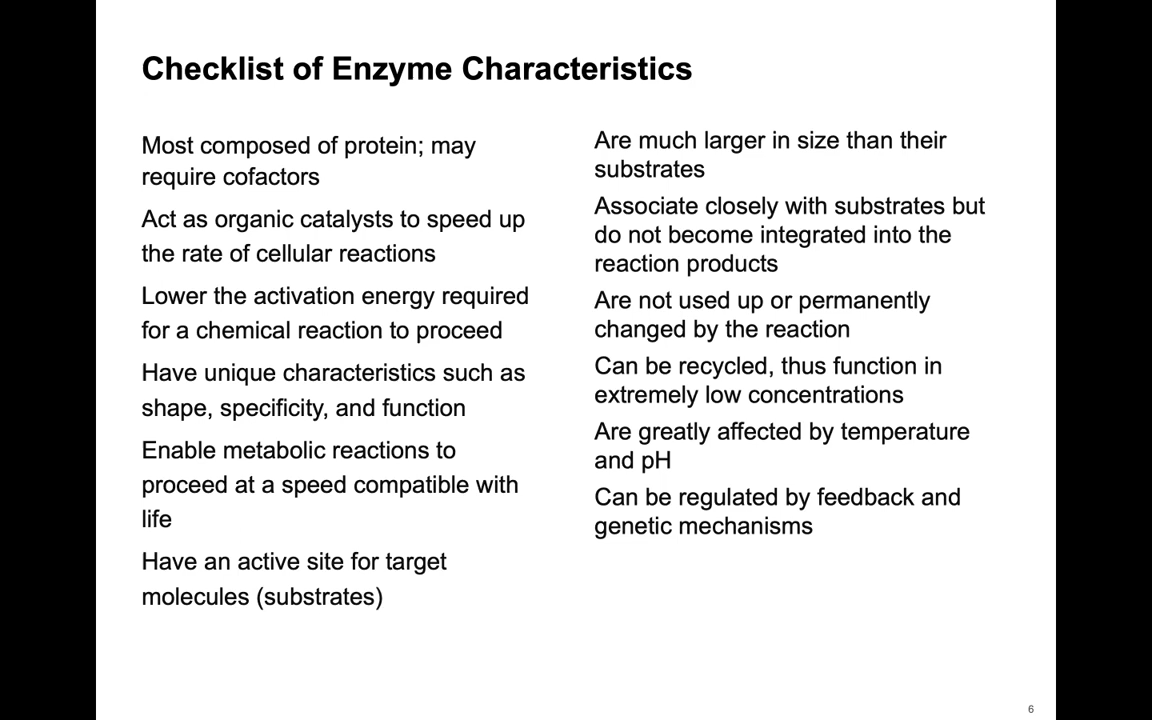 Checklist of Enzyme Characteristics
Most composed of protein; may
require cofactors
Act as organic catalysts to speed up
the rate of cellular reactions
Lower the activation energy required
for a chemical reaction to proceed
Have unique characteristics such as
shape, specificity, and function
Enable metabolic reactions to
proceed at a speed compatible with
life
Have an active site for target
molecules (substrates)
Are much larger in size than their
substrates
Associate closely with substrates but
do not become integrated into the
reaction products
Are not used up or permanently
changed by the reaction
Can be recycled, thus function in
extremely low concentrations
Are greatly affected by temperature
and pH
Can be regulated by feedback and
genetic mechanisms
6